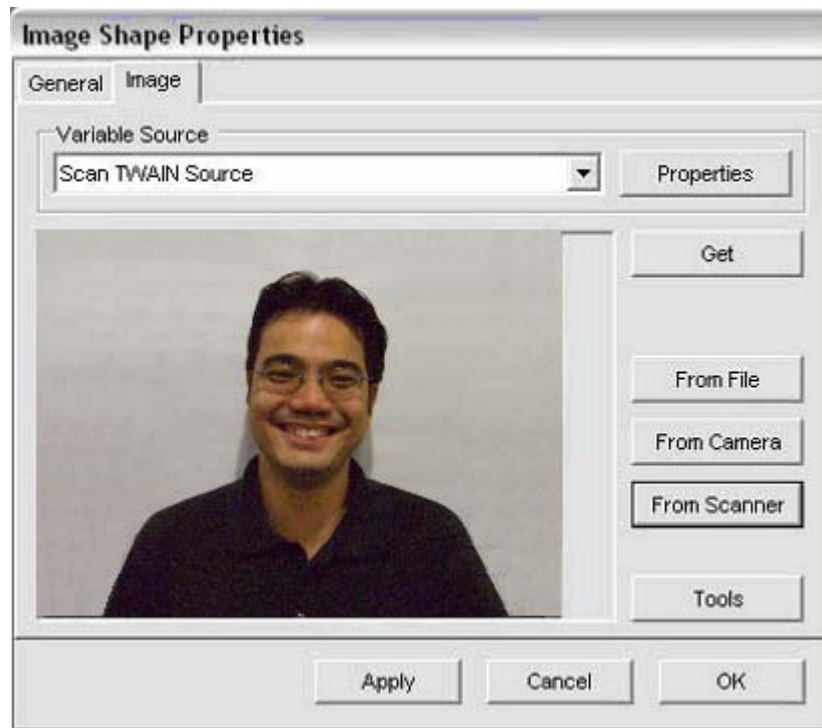 Image Shape Properties
General Image
Variable Source
Scan TWAIN Source
Properties
Get
From File
From Camera
From Scanner
Tools
Apply Cancel OK